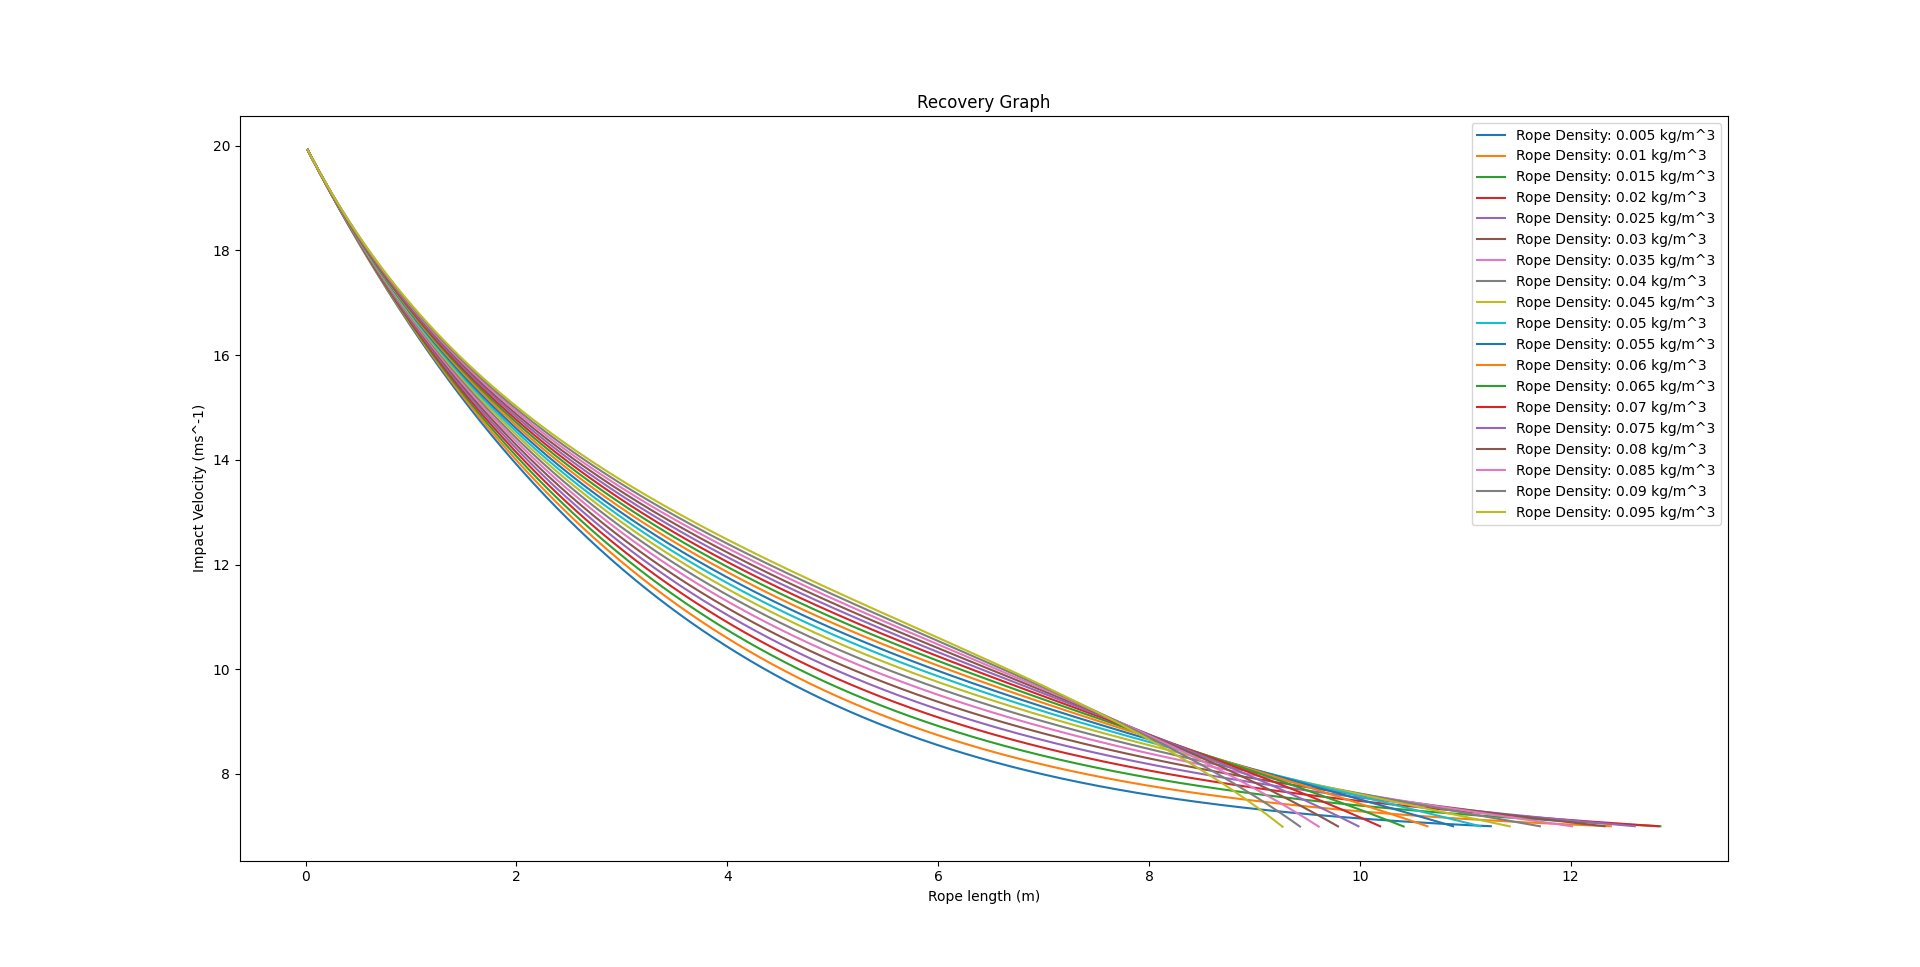 Recovery Graph
20
18
16
14
12
10
8
Impact Velocity (ms^-1)
Rope Density: 0.005 kg/m^3
Rope Density: 0.01 kg/m^3
Rope Density: 0.015 kg/m^3
Rope Density: 0.02 kg/m^3
Rope Density: 0.025 kg/m^3
Rope Density: 0.03 kg/m^3
Rope Density: 0.035 kg/m^3
Rope Density: 0.04 kg/m^3
Rope Density: 0.045 kg/m^3
Rope Density: 0.05 kg/m^3
Rope Density: 0.055 kg/m^3
Rope Density: 0.06 kg/m^3
Rope Density: 0.065 kg/m^3
Rope Density: 0.07 kg/m^3
Rope Density: 0.075 kg/m^3
Rope Density: 0.08 kg/m^3
Rope Density: 0.085 kg/m^3
Rope Density: 0.09 kg/m^3
Rope Density: 0.095 kg/m^3
0 2 4 6 8 10 12
Rope length (m)